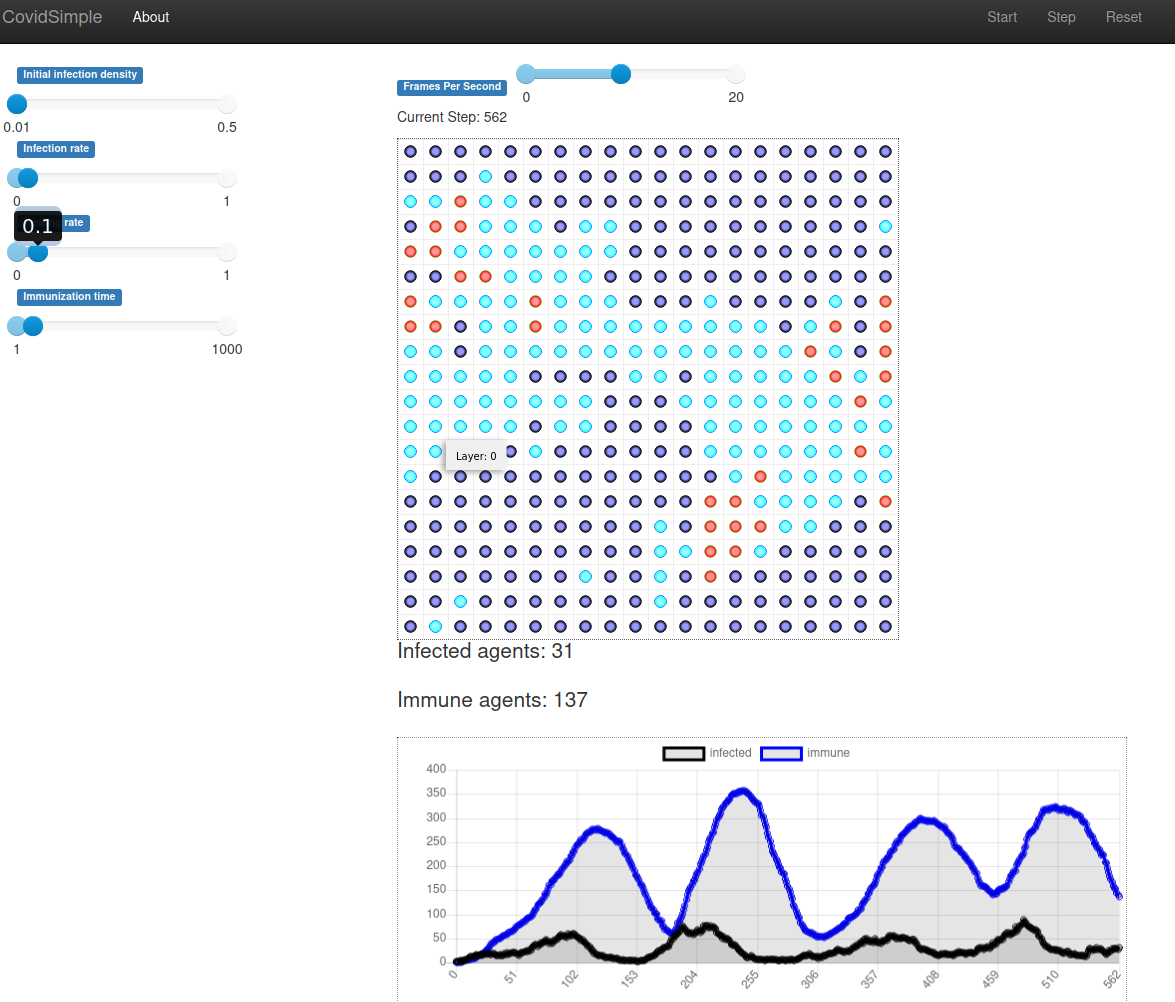 CovidSimple About Start Step Reset
Initial infection density
0.01 0.5
Infection rate
0 1
0.1 rate
0 1
Immunization time
1 1000
Frames Per Second
0 20
Current Step: 562
Layer: 0
Infected agents: 31
Immune agents: 137
infected immune
400
350
300
250
200
150
100
50
0
0 51 102 153 204 255 306 357 408 459 510 562